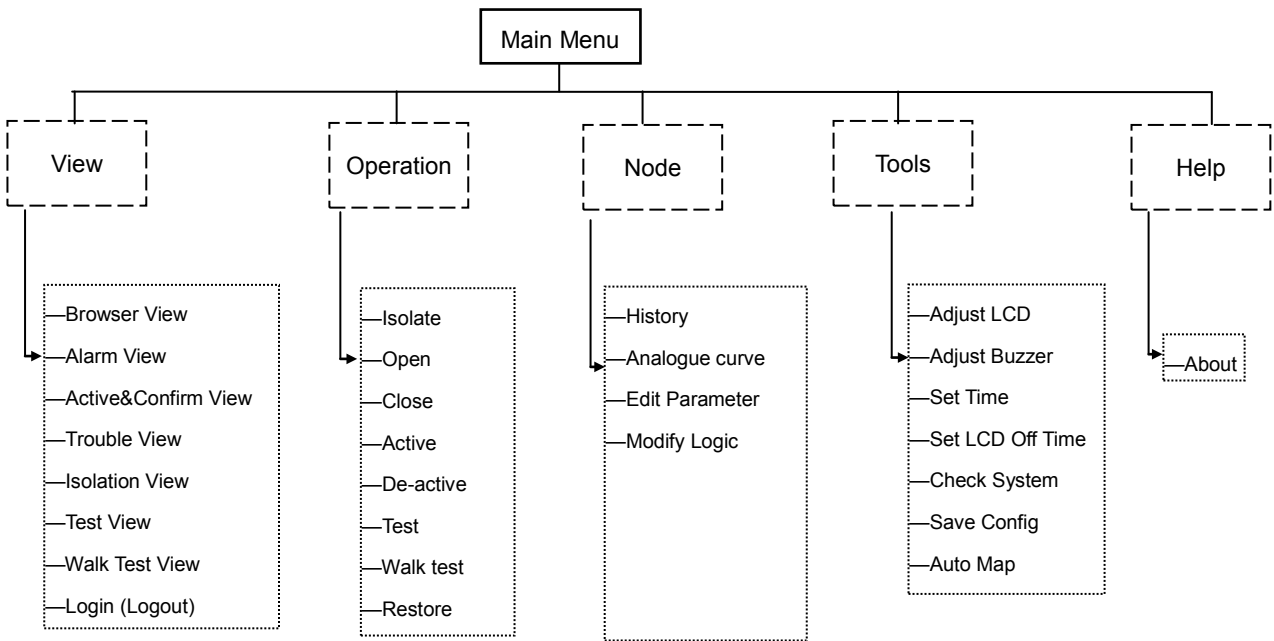 Main Menu
View
Operation
Node
Tools
Help
—Browser View
—Alarm View
—Active&Confirm View
—Trouble View
—Isolation View
—Test View
—Walk Test View
—Login (Logout)
—Isolate
—Open
—Close
—Active
—De-active
—Test
—Walk test
—Restore
—History
—Analogue curve
—Edit Parameter
—Modify Logic
—Adjust LCD
—Adjust Buzzer
—Set Time
—Set LCD Off Time
—Check System
—Save Config
—Auto Map
—About